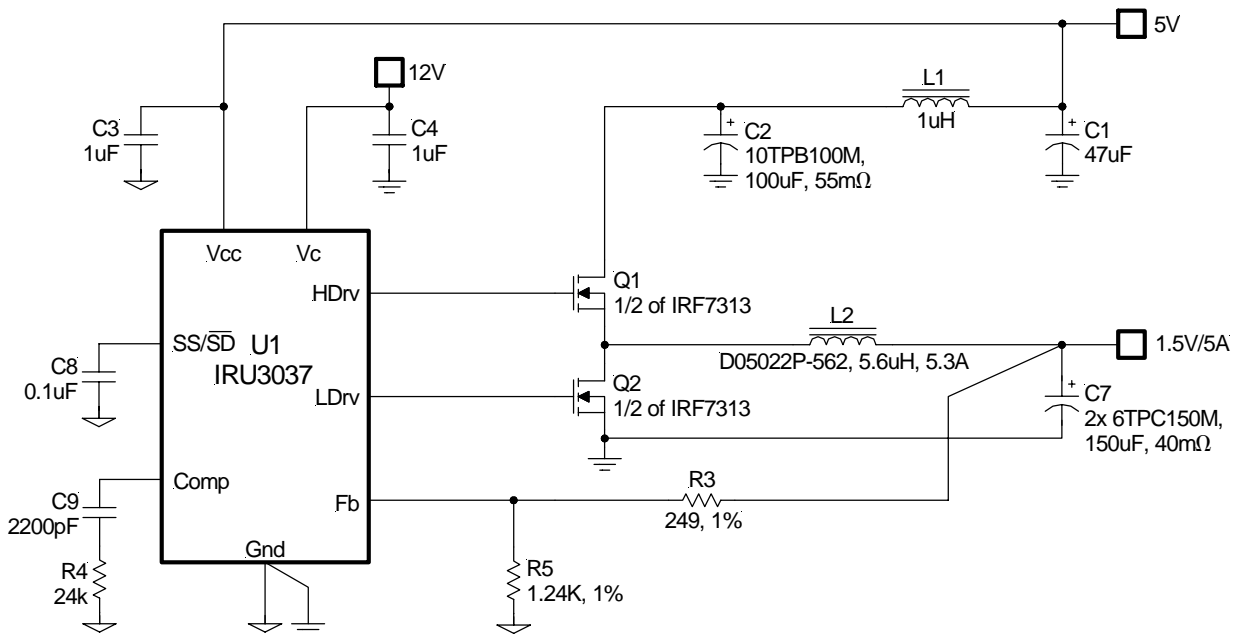 5V
12V
L1
1uH
C3
1uF
C4
1uF
C2
10TPB100M,
100uF, 55mΩ
C1
47uF
Vcc
Vc
HDrv
Q1
1/2 of IRF7313
L2
D05022P-562, 5.6uH, 5.3A
1.5V/5A
SS/SD
U1
IRU3037
C8
0.1uF
LDrv
Q2
1/2 of IRF7313
C7
2x 6TPC150M,
150uF, 40mΩ
Comp
Fb
C9
2200pF
R3
249, 1%
Gnd
R4
24k
R5
1.24K, 1%